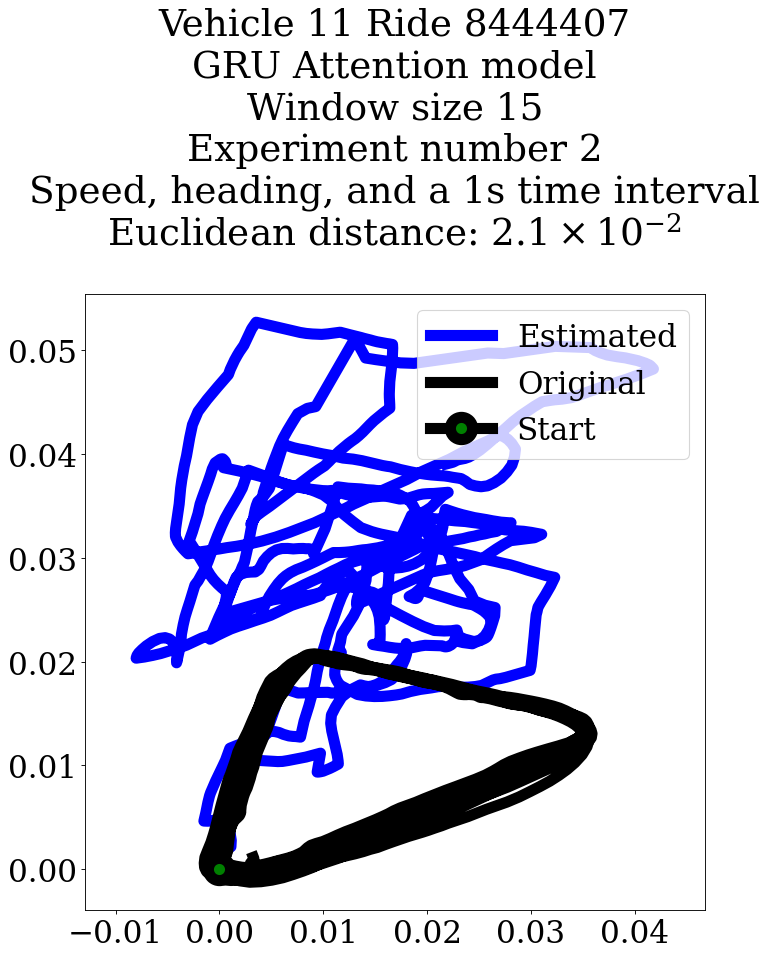 Vehicle 11 Ride 8444407
GRU Attention model
Window size 15
Experiment number 2
Speed, heading, and a 1s time interval
Euclidean distance: 2.1 × 10⁻²
Estimated
Original
Start
0.05
0.04
0.03
0.02
0.01
0.00
−0.01 0.00 0.01 0.02 0.03 0.04